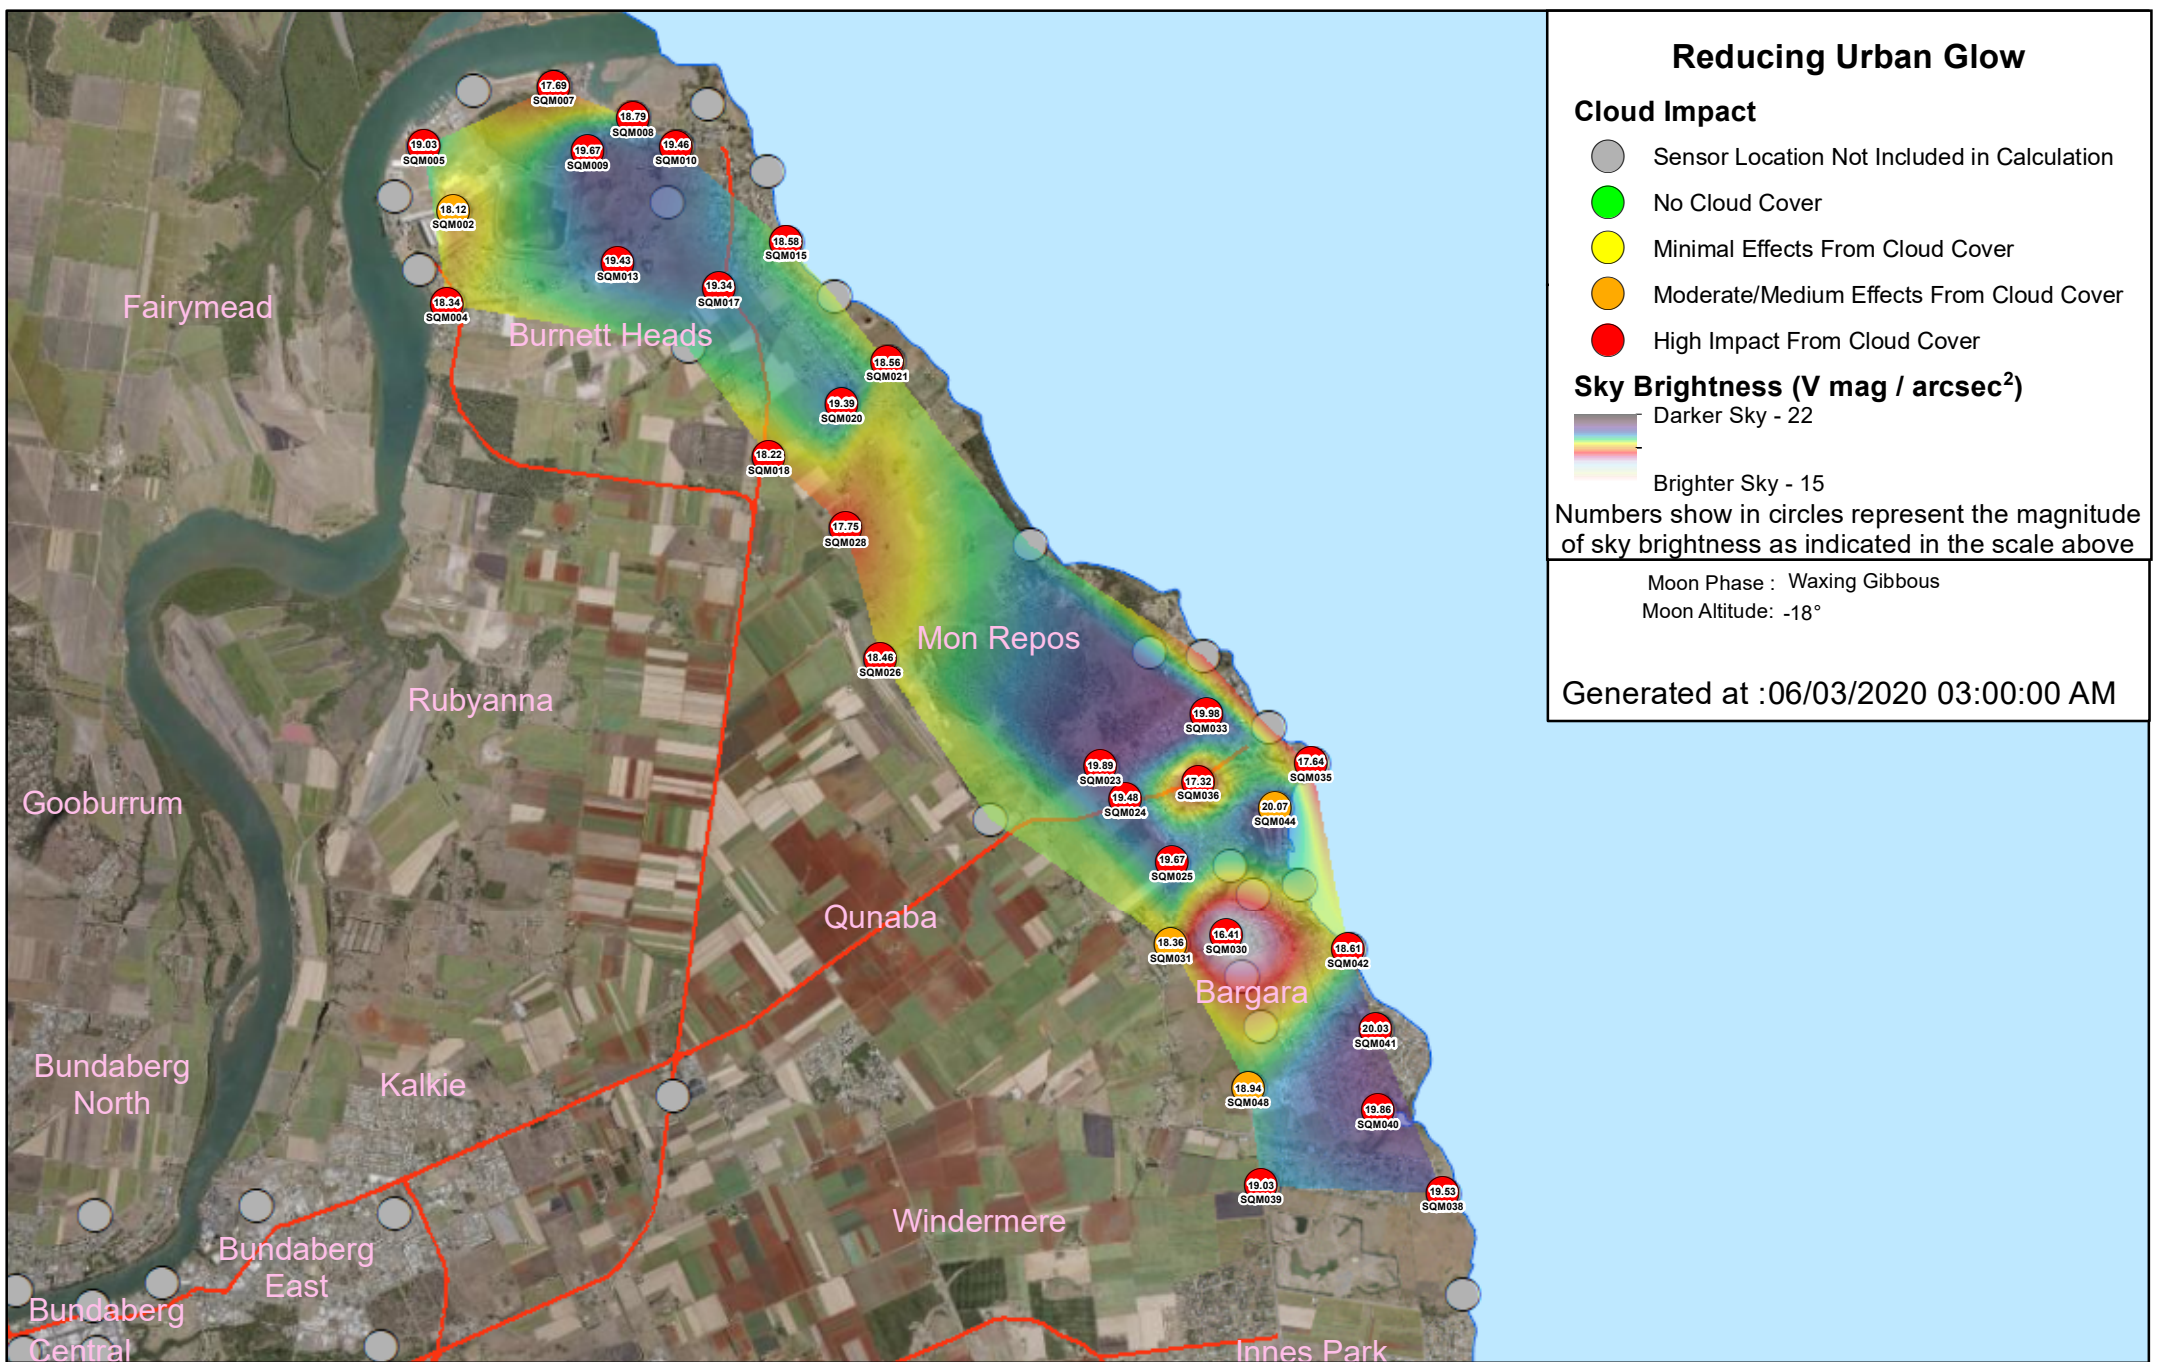 Reducing Urban Glow
Cloud Impact
Sensor Location Not Included in Calculation
No Cloud Cover
Minimal Effects From Cloud Cover
Moderate/Medium Effects From Cloud Cover
High Impact From Cloud Cover
Sky Brightness (V mag / arcsec²)
Darker Sky - 22
Brighter Sky - 15
Numbers show in circles represent the magnitude
of sky brightness as indicated in the scale above
Moon Phase : Waxing Gibbous
Moon Altitude: -18°
Generated at :06/03/2020 03:00:00 AM
17.69
SQM007
18.79
SQM008
19.03
SQM005
19.67
SQM009
19.46
SQM010
18.12
SQM002
18.58
SQM015
19.43
SQM013
19.34
SQM017
18.34
SQM004
Fairymead
Burnett Heads
18.56
SQM021
19.39
SQM020
18.22
SQM018
17.75
SQM028
Mon Repos
18.46
SQM026
Rubyanna
19.98
SQM033
19.89
SQM023
17.64
SQM035
17.32
SQM036
19.48
SQM024
20.07
SQM044
Gooburrum
19.67
SQM025
Qunaba
18.36
SQM031
16.41
SQM030
18.61
SQM042
Bargara
20.03
SQM041
Bundaberg
North
Kalkie
18.94
SQM048
19.86
SQM040
19.03
SQM039
19.53
SQM038
Windermere
Bundaberg
East
Bundaberg
Central
Innes Park